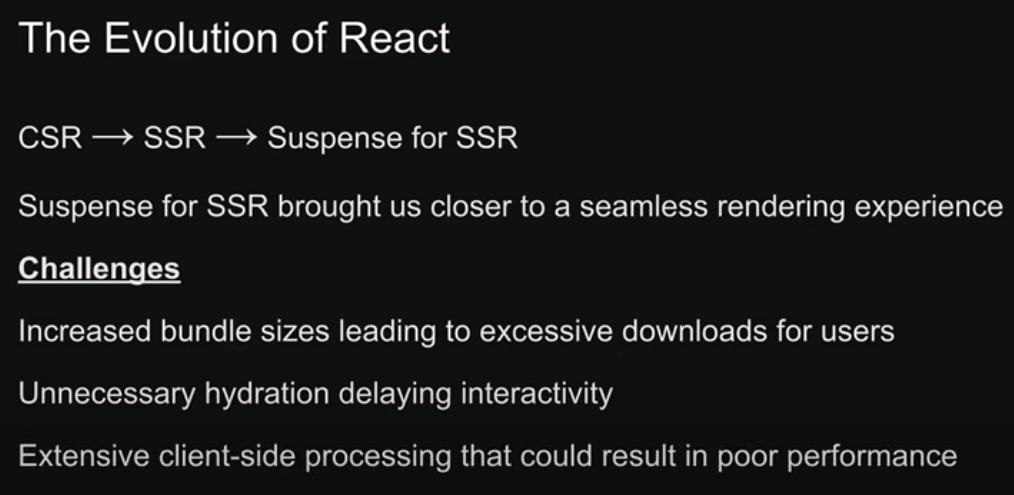 The Evolution of React
CSR → SSR → Suspense for SSR
Suspense for SSR brought us closer to a seamless rendering experience
Challenges
Increased bundle sizes leading to excessive downloads for users
Unnecessary hydration delaying interactivity
Extensive client-side processing that could result in poor performance